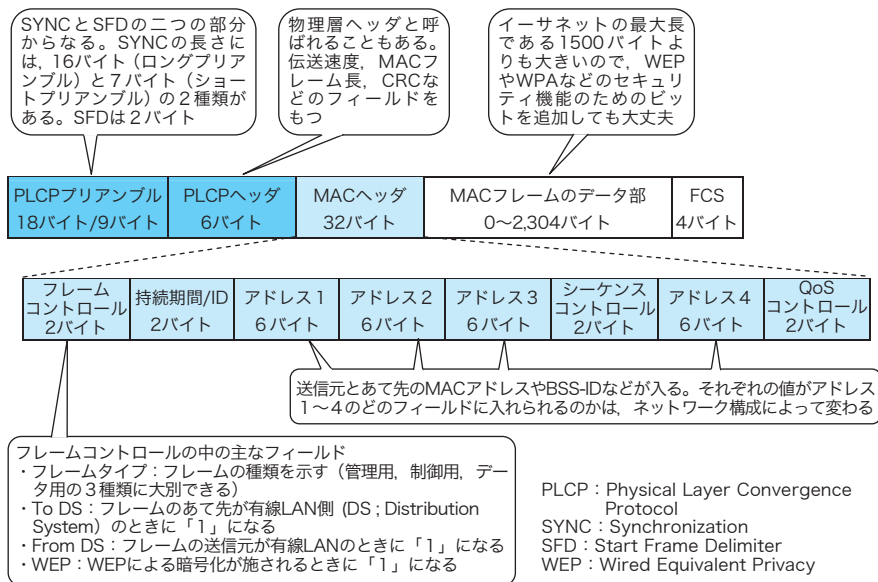 SYNCとSFDの二つの部分
からなる。SYNCの長さに
は，16バイト（ロングプリア
ンブル）と７バイト（ショー
トプリアンブル）の２種類が
ある。SFDは２バイト
物理層ヘッダと呼
ばれることもある。
伝送速度，MACフ
レーム長，CRCな
どのフィールドを
もつ
イーサネットの最大長
である1500バイトよ
りも大きいので，WEP
やWPAなどのセキュリ
ティ機能のためのビッ
トを追加しても大丈夫
PLCPプリアンブル
18バイト/9バイト
PLCPヘッダ
6バイト
MACヘッダ
32バイト
MACフレームのデータ部
0〜2,304バイト
FCS
4バイト
フレーム
コントロール
2バイト
持続期間/ID
2バイト
アドレス１
６バイト
アドレス２
６バイト
アドレス３
６バイト
シーケンス
コントロール
2バイト
アドレス４
６バイト
QoS
コントロール
2バイト
送信元とあて先のMACアドレスやBSS-IDなどが入る。それぞれの値がアドレス
１〜４のどのフィールドに入れられるのかは，ネットワーク構成によって変わる
フレームコントロールの中の主なフィールド
・フレームタイプ：フレームの種類を示す（管理用，制御用，デー
タ用の３種類に大別できる）
・To DS：フレームのあて先が有線LAN側（DS；Distribution
System）のときに「1」になる
・From DS：フレームの送信元が有線LANのときに「1」になる
・WEP：WEPによる暗号化が施されるときに「1」になる
PLCP：Physical Layer Convergence
Protocol
SYNC：Synchronization
SFD：Start Frame Delimiter
WEP：Wired Equivalent Privacy